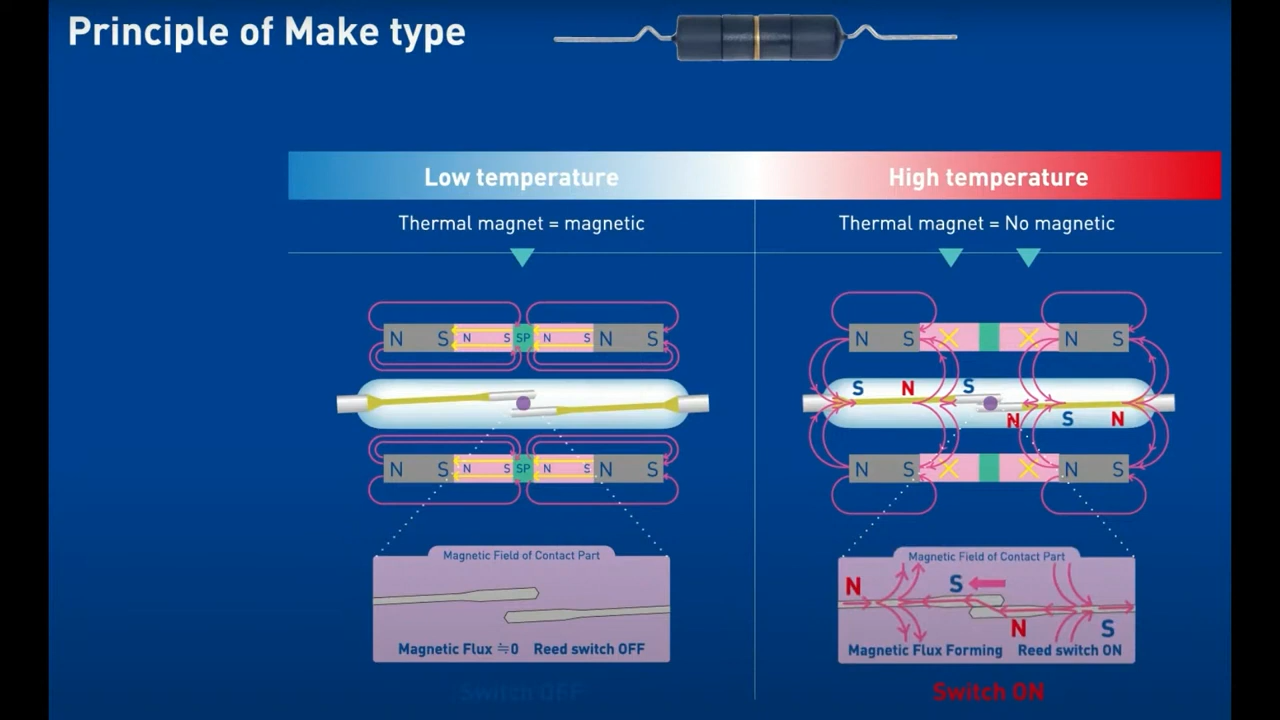 Principle of Make type
Low temperature
High temperature
Thermal magnet = magnetic
Thermal magnet = No magnetic
N S N S SP N S N S
N S N S
S N S
N S N
N S N S SP N S N S
N S N S
Magnetic Field of Contact Part
Magnetic Field of Contact Part
N S
N S
Magnetic Flux ≒0 Reed switch OFF
Magnetic Flux Forming Reed switch ON
Switch OFF
Switch ON